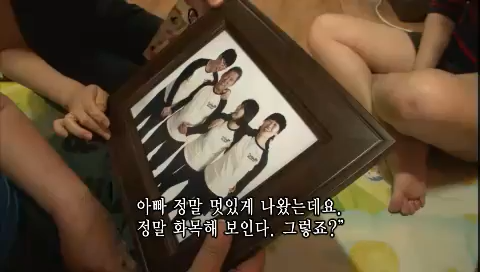 아빠 정말 멋있게 나왔는데요.
정말 화목해 보인다. 그렇죠?"